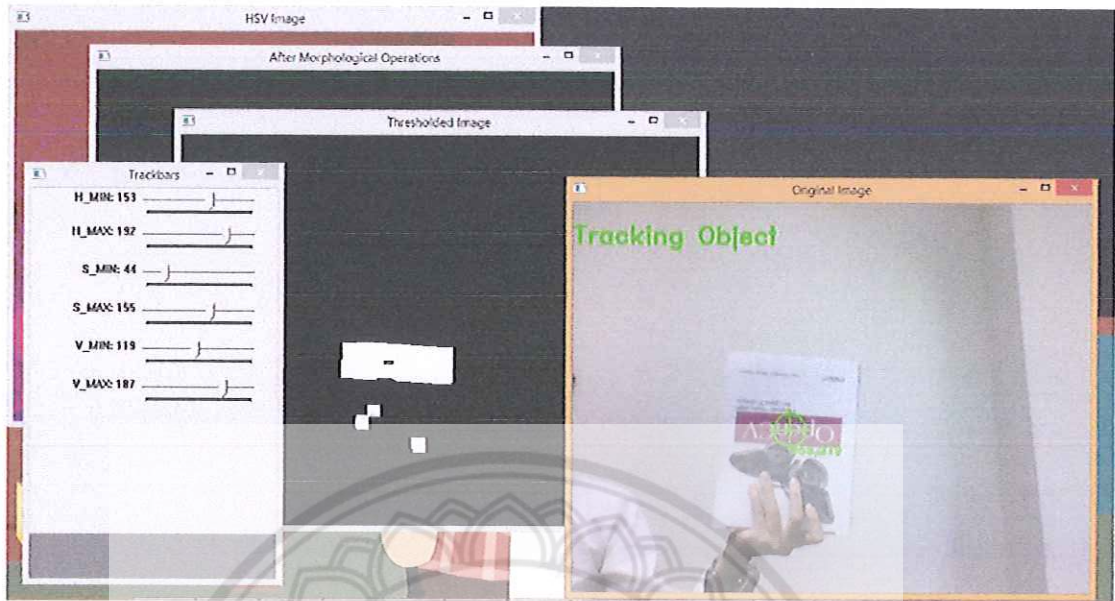 HSV Image
After Morphological Operations
Thresholded Image
Trackbars
H_MIN: 153
H_MAX: 192
S_MIN: 44
S_MAX: 155
V_MIN: 119
V_MAX: 187
Original Image
Tracking Object
OpenCV